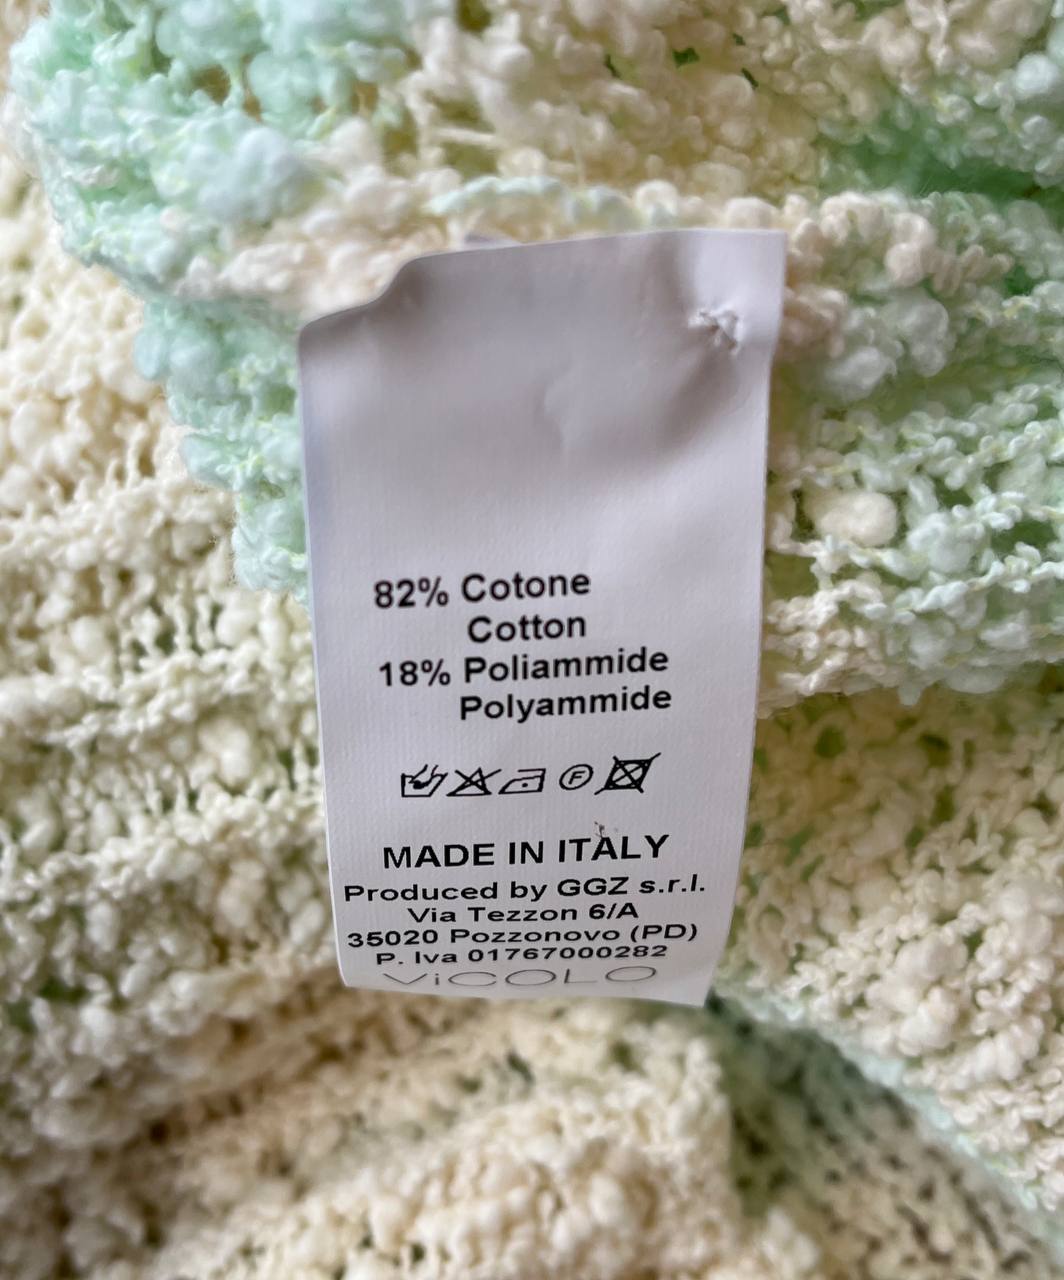 82% Cotone
Cotton
18% Poliammide
Polyammide
F
MADE IN ITALY
Produced by GGZ s.r.l.
Via Tezzon 6/A
35020 Pozzonovo (PD)
P. Iva 01767000282
ViCOLO